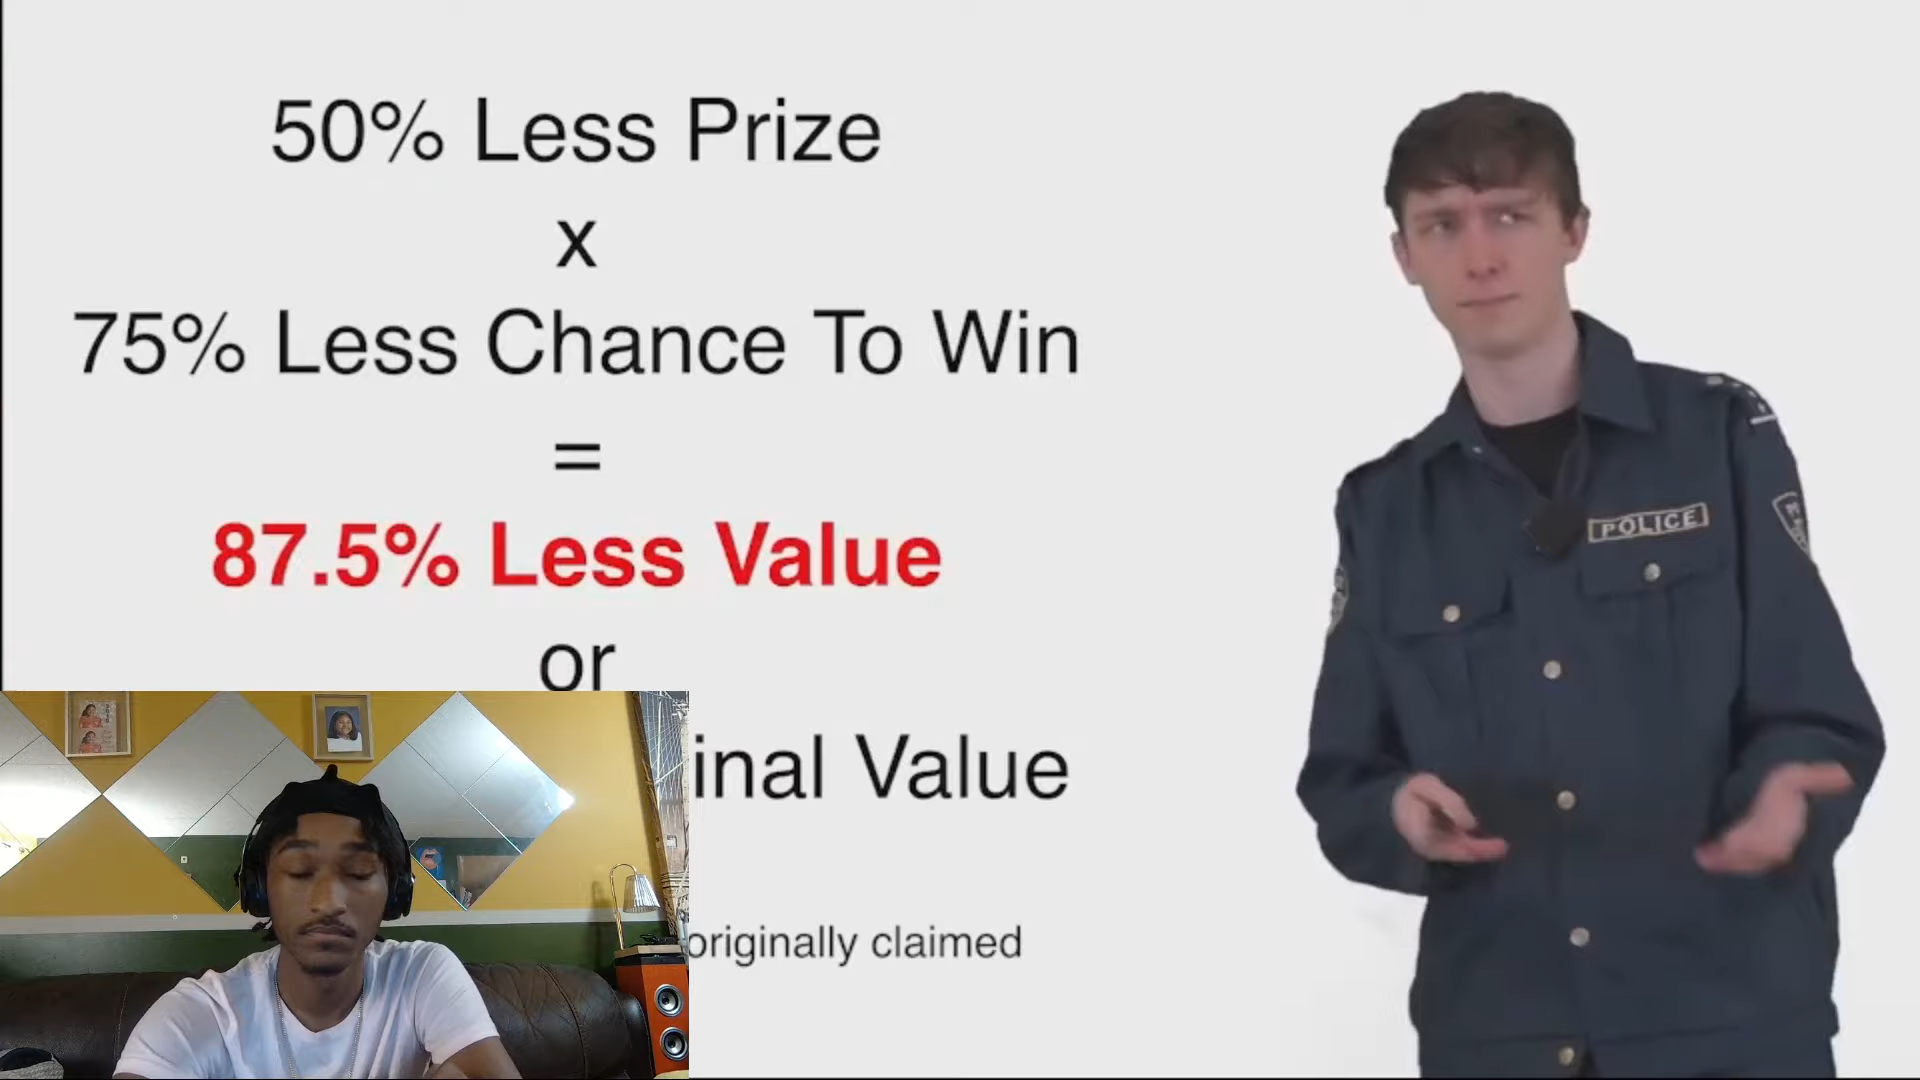 50% Less Prize
x
75% Less Chance To Win
=
87.5% Less Value
or
inal Value
originally claimed
POLICE